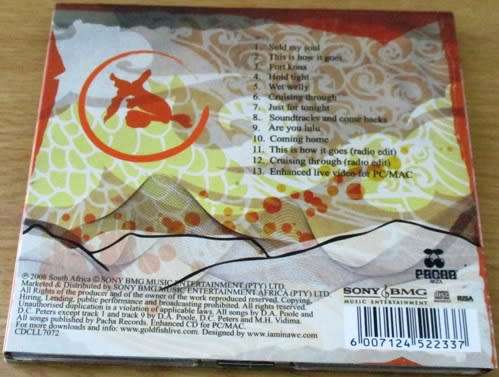 1. Sold my soul
2. This is how it goes
3. Fort kona
4. Hold tight
5. Wet welly
6. Cruising through
7. Just for tonight
8. Soundtracks and come backs
9. Are you lulu
10. Coming home
11. This is how it goes (radio edit)
12. Cruising through (radio edit)
13. Enhanced live video for PC/MAC
PACHA
IBIZA
SONY BMG
MUSIC ENTERTAINMENT
RISA
6 007124 522337
℗ 2008 South Africa © SONY BMG MUSIC ENTERTAINMENT (PTY) LTD.
Marketed & Distributed by SONY BMG MUSIC ENTERTAINMENT AFRICA (PTY) LTD
All Rights of the producer and of the owner of the work reproduced reserved. Copying,
Hiring, Lending, public performance and broadcasting prohibited. All rights reserved.
Unauthorised duplication is a violation of applicable laws. All songs by D.A. Poole and
D.C. Peters except track 1 and track 9 by D.A. Poole, D.C. Peters and M.H. Vidima.
All songs published by Pacha Records. Enhanced CD for PC/MAC.
For more downloads and info: www.goldfishlive.com. Designed by www.iaminawe.com
CDCLL7072